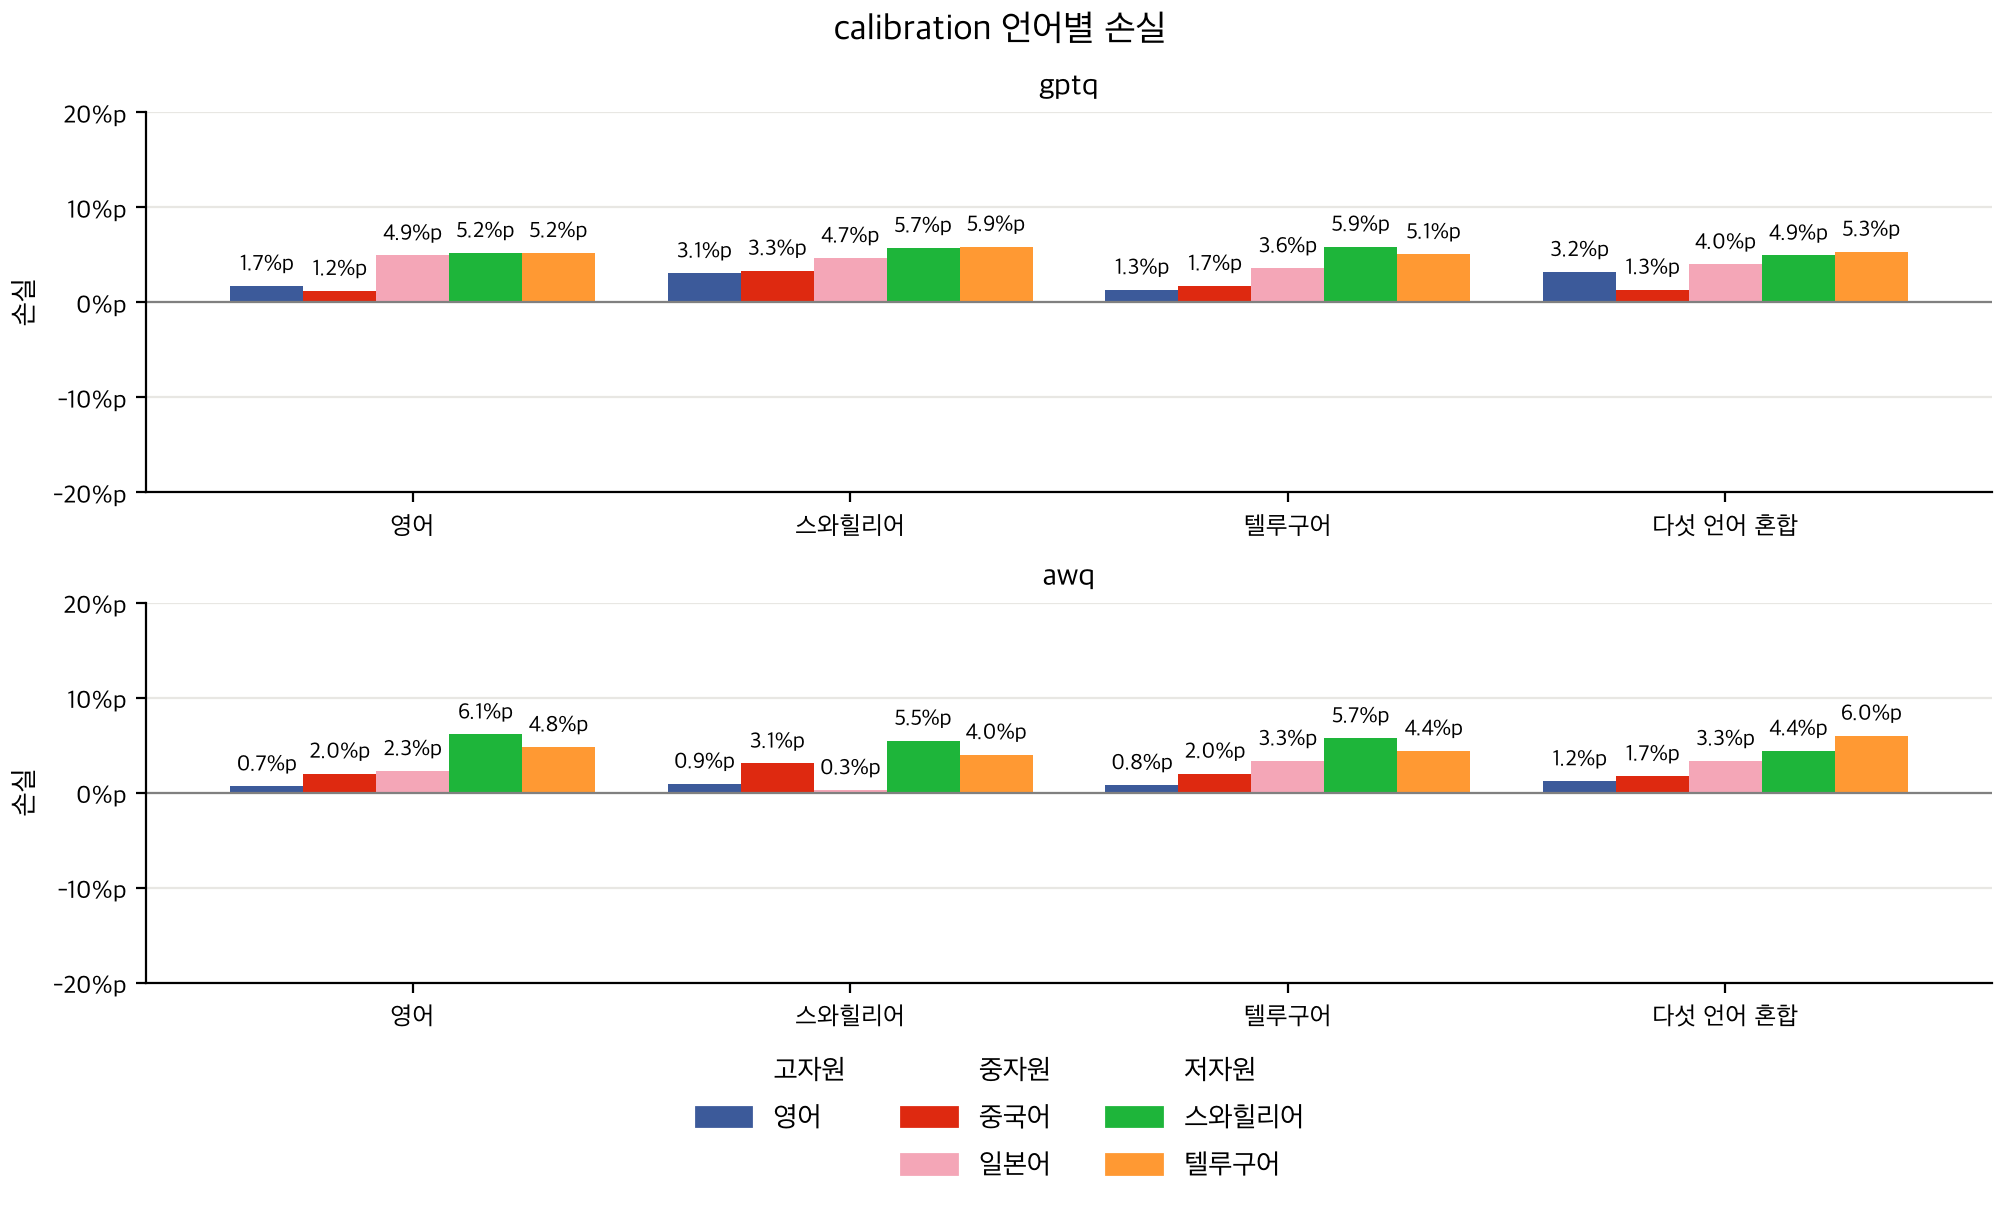 calibration 언어별 손실
gptq
20%p
10%p
0%p
-10%p
-20%p
손실
1.7%p 1.2%p 4.9%p 5.2%p 5.2%p
3.1%p 3.3%p 4.7%p 5.7%p 5.9%p
1.3%p 1.7%p 3.6%p 5.9%p 5.1%p
3.2%p 1.3%p 4.0%p 4.9%p 5.3%p
영어 스와힐리어 텔루구어 다섯 언어 혼합
awq
20%p
10%p
0%p
-10%p
-20%p
손실
0.7%p 2.0%p 2.3%p 6.1%p 4.8%p
0.9%p 3.1%p 0.3%p 5.5%p 4.0%p
0.8%p 2.0%p 3.3%p 5.7%p 4.4%p
1.2%p 1.7%p 3.3%p 4.4%p 6.0%p
영어 스와힐리어 텔루구어 다섯 언어 혼합
고자원 중자원 저자원
영어 중국어 스와힐리어
일본어 텔루구어